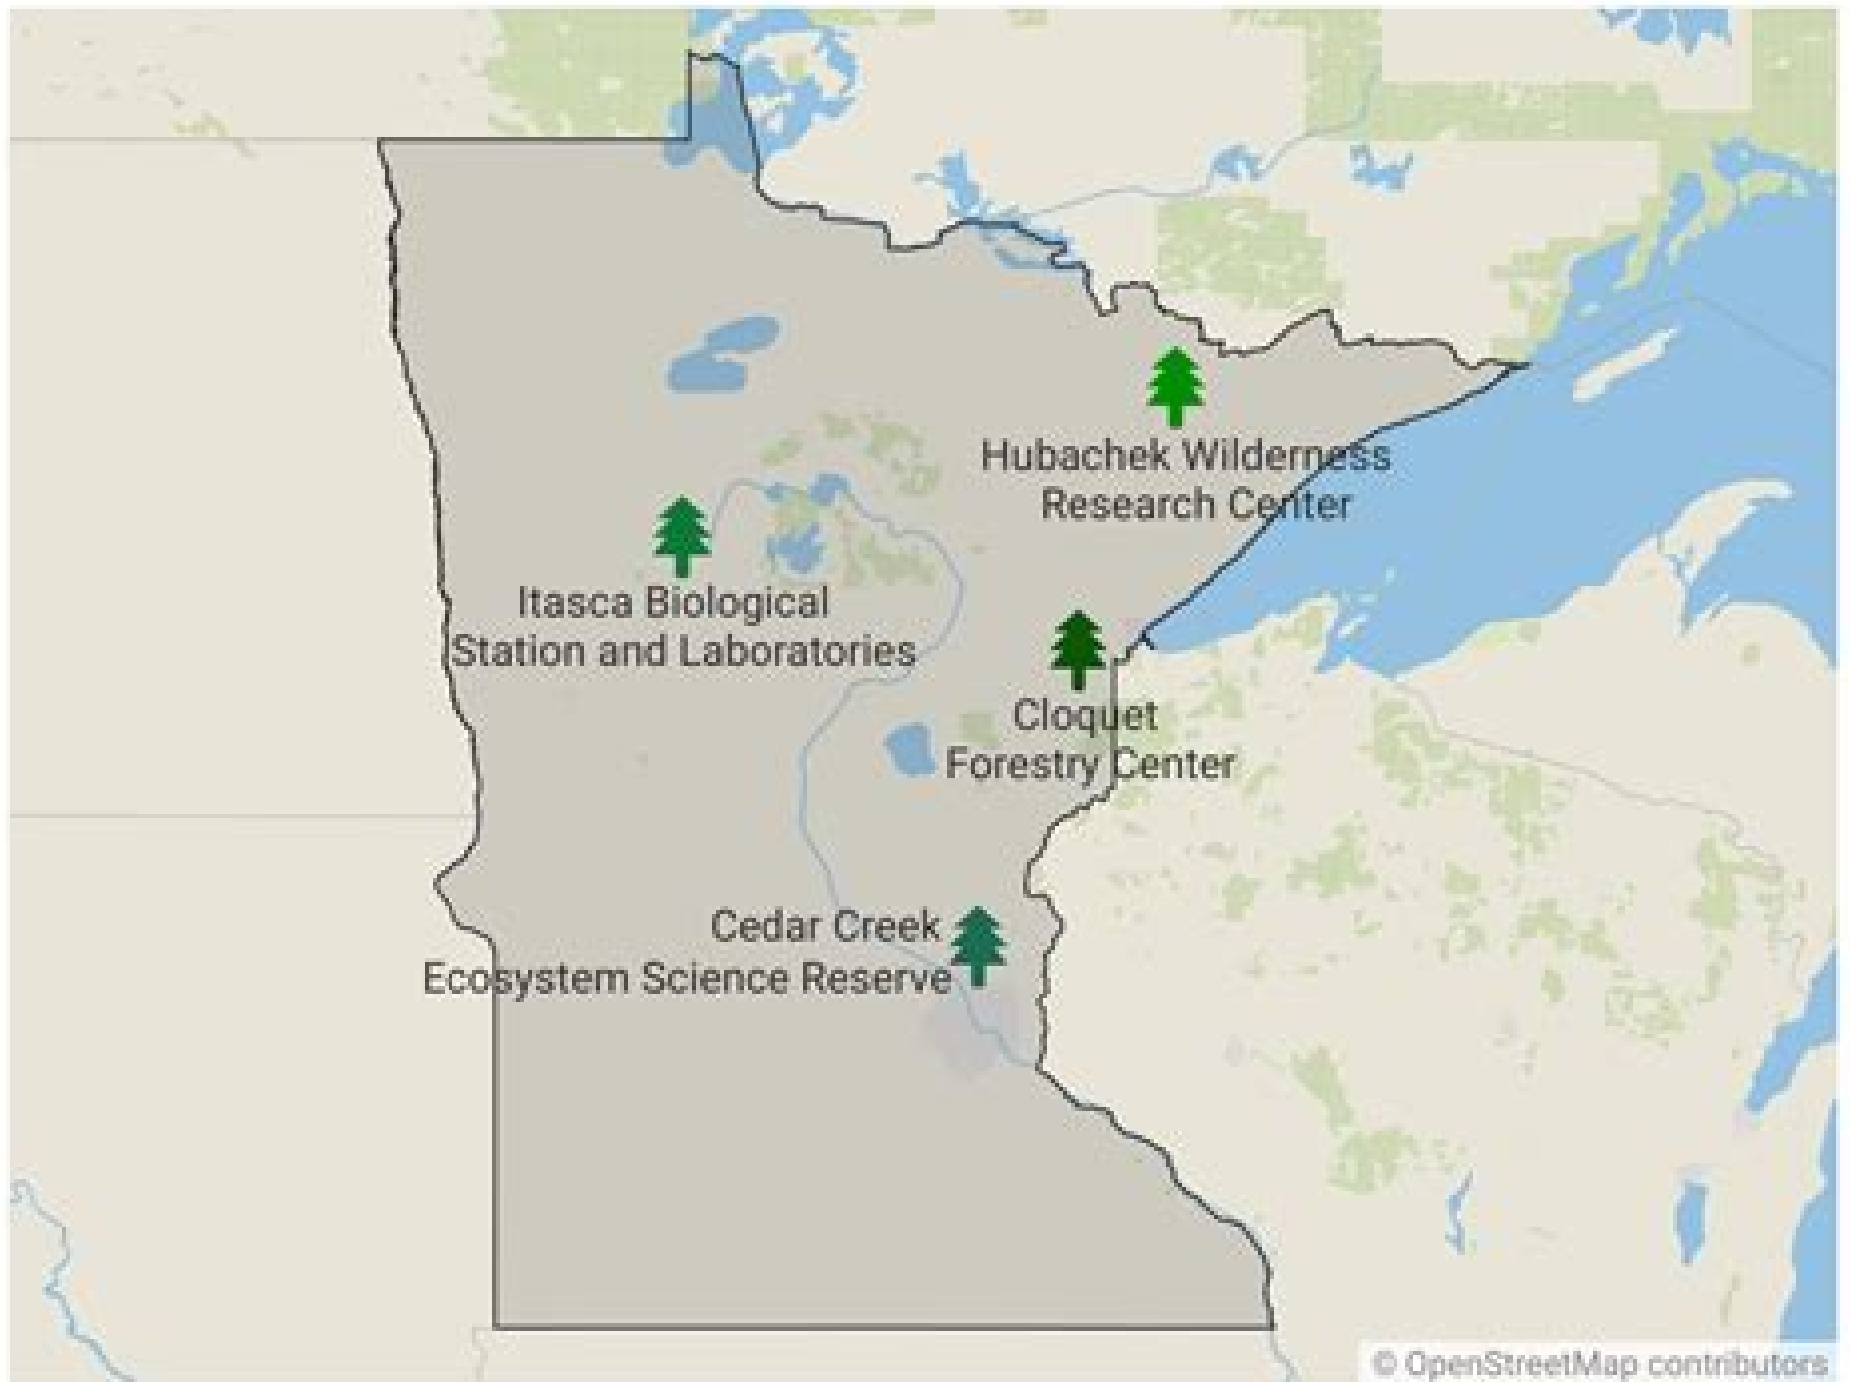 Hubachek Wilderness
Research Center
Itasca Biological
Station and Laboratories
Cloquet
Forestry Center
Cedar Creek
Ecosystem Science Reserve
© OpenStreetMap contributors